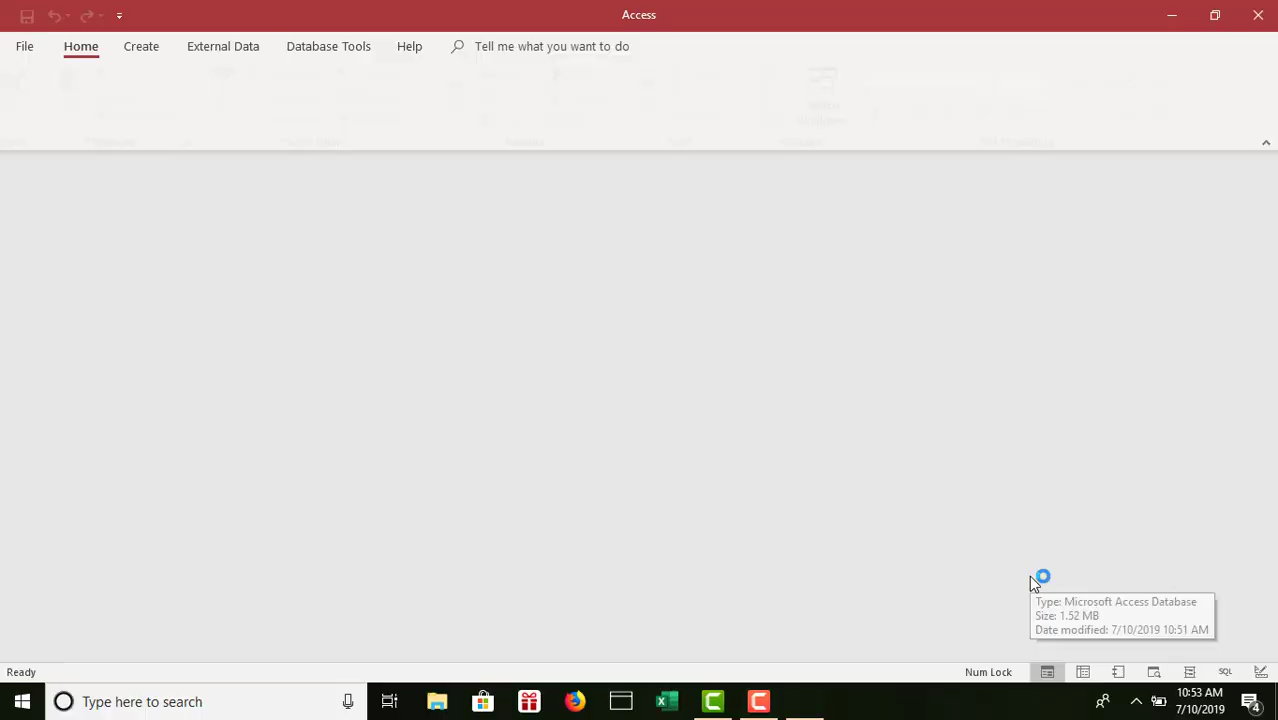 Access
File Home Create External Data Database Tools Help Tell me what you want to do
Type: Microsoft Access Database
Size: 1.52 MB
Date modified: 7/10/2019 10:51 AM
Ready Num Lock SQL
Type here to search
10:53 AM
7/10/2019
4